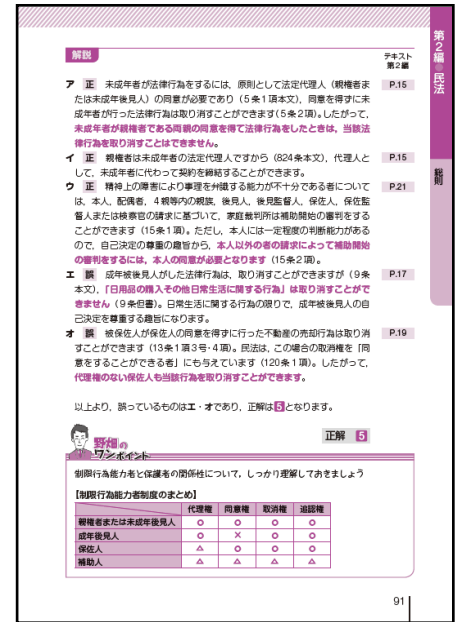 第2編●民法
総則
解説
テキスト
第2編
ア 正 未成年者が法律行為をするには，原則として法定代理人（親権者ま P.15
たは未成年後見人）の同意が必要であり（5条1項本文），同意を得ずに未
成年者が行った法律行為は取り消すことができます（5条2項）。したがって，
未成年者が親権者である両親の同意を得て法律行為をしたときは，当該法
律行為を取り消すことはできません。
イ 正 親権者は未成年者の法定代理人ですから（824条本文），代理人と P.15
して，未成年者に代わって契約を締結することができます。
ウ 正 精神上の障害により事理を弁識する能力が不十分である者について P.21
は，本人，配偶者，4親等内の親族，後見人，後見監督人，保佐人，保佐監
督人または検察官の請求に基づいて，家庭裁判所は補助開始の審判をする
ことができます（15条1項）。ただし，本人には一定程度の判断能力がある
ので，自己決定の尊重の趣旨から，本人以外の者の請求によって補助開始
の審判をするには，本人の同意が必要となります（15条2項）。
エ 誤 成年被後見人がした法律行為は，取り消すことができますが（9条 P.17
本文），「日用品の購入その他日常生活に関する行為」は取り消すことがで
きません（9条但書）。日常生活に関する行為の限りで，成年被後見人の自
己決定を尊重する趣旨になります。
オ 誤 被保佐人が保佐人の同意を得ずに行った不動産の売却行為は取り消 P.19
すことができます（13条1項3号・4項）。民法は，この場合の取消権を「同
意をすることができる者」にも与えています（120条1項）。したがって，
代理権のない保佐人も当該行為を取り消すことができます。
以上より，誤っているものはエ・オであり，正解は5となります。
正解 5
野畑の
ワンポイント
制限行為能力者と保護者の関係性について，しっかり理解しておきましょう
【制限行為能力者制度のまとめ】
代理権 同意権 取消権 追認権
親権者または未成年後見人 ○ ○ ○ ○
成年後見人 ○ × ○ ○
保佐人 △ ○ ○ ○
補助人 △ △ △ △
91